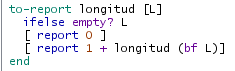 to-report longitud [L]
ifelse empty? L
[ report 0 ]
[ report 1 + longitud (bf L)]
end